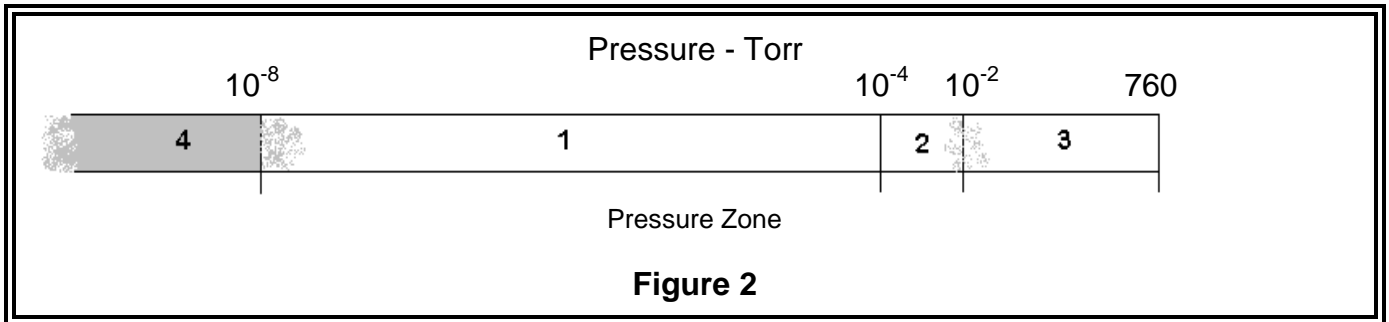 Pressure - Torr
10⁻⁸ 10⁻⁴ 10⁻² 760
4 1 2 3
Pressure Zone
Figure 2